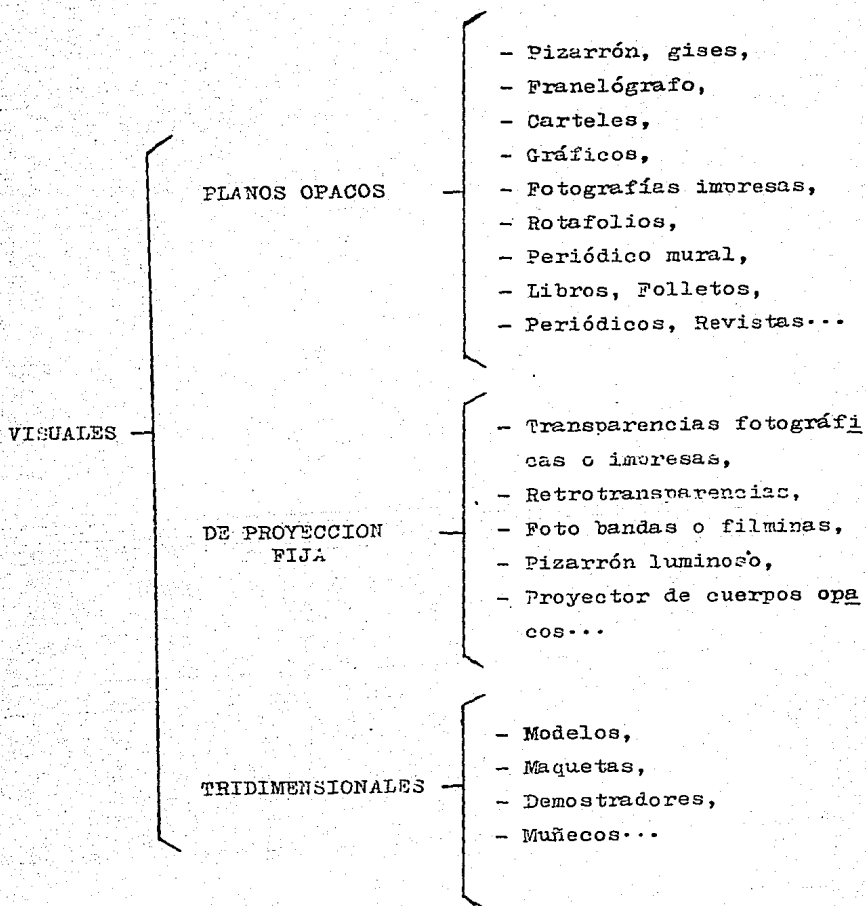 VISUALES
PLANOS OPACOS
- Pizarrón, gises,
- Franelógrafo,
- Carteles,
- Gráficos,
- Fotografías impresas,
- Rotafolios,
- Periódico mural,
- Libros, Folletos,
- Periódicos, Revistas...
DE PROYECCION
FIJA
- Transparencias fotográfi
cas o impresas,
- Retrotransparencias,
- Foto bandas o filminas,
- Pizarrón luminoso,
- Proyector de cuerpos opa
cos...
TRIDIMENSIONALES
- Modelos,
- Maquetas,
- Demostradores,
- Muñecos...